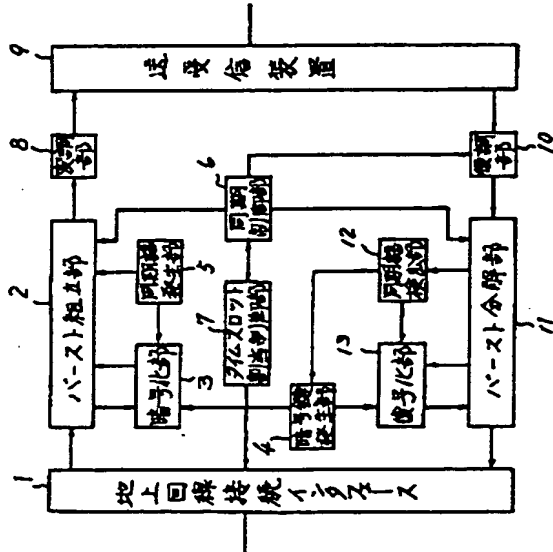 9
送受信装置
8
変調部
10
復調部
6
同期制御部
2
バースト組立部
5
同期語発生部
12
同期語検出部
バースト分解部
11
7
タイムスロット割当制御部
暗号化部
3
13
復号化部
4
暗号鍵発生部
1
地上回線接続インタフェース